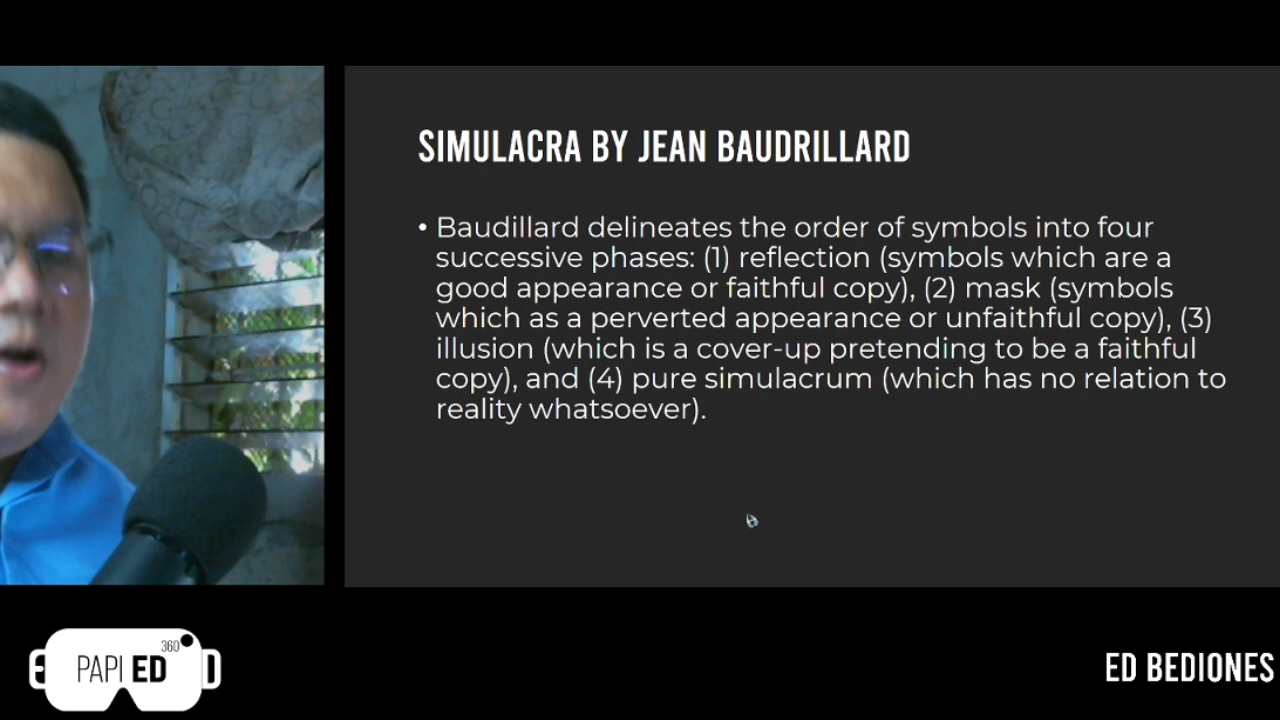 SIMULACRA BY JEAN BAUDRILLARD
• Baudillard delineates the order of symbols into four
successive phases: (1) reflection (symbols which are a
good appearance or faithful copy), (2) mask (symbols
which as a perverted appearance or unfaithful copy), (3)
illusion (which is a cover-up pretending to be a faithful
copy), and (4) pure simulacrum (which has no relation to
reality whatsoever).
360
PAPI ED
ED BEDIONES